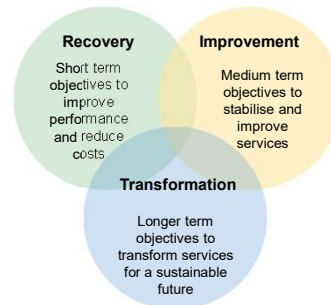 Recovery
Short term
objectives to
improve
performance
and reduce
costs
Improvement
Medium term
objectives to
stabilise and
improve
services
Transformation
Longer term
objectives to
transform services
for a sustainable
future